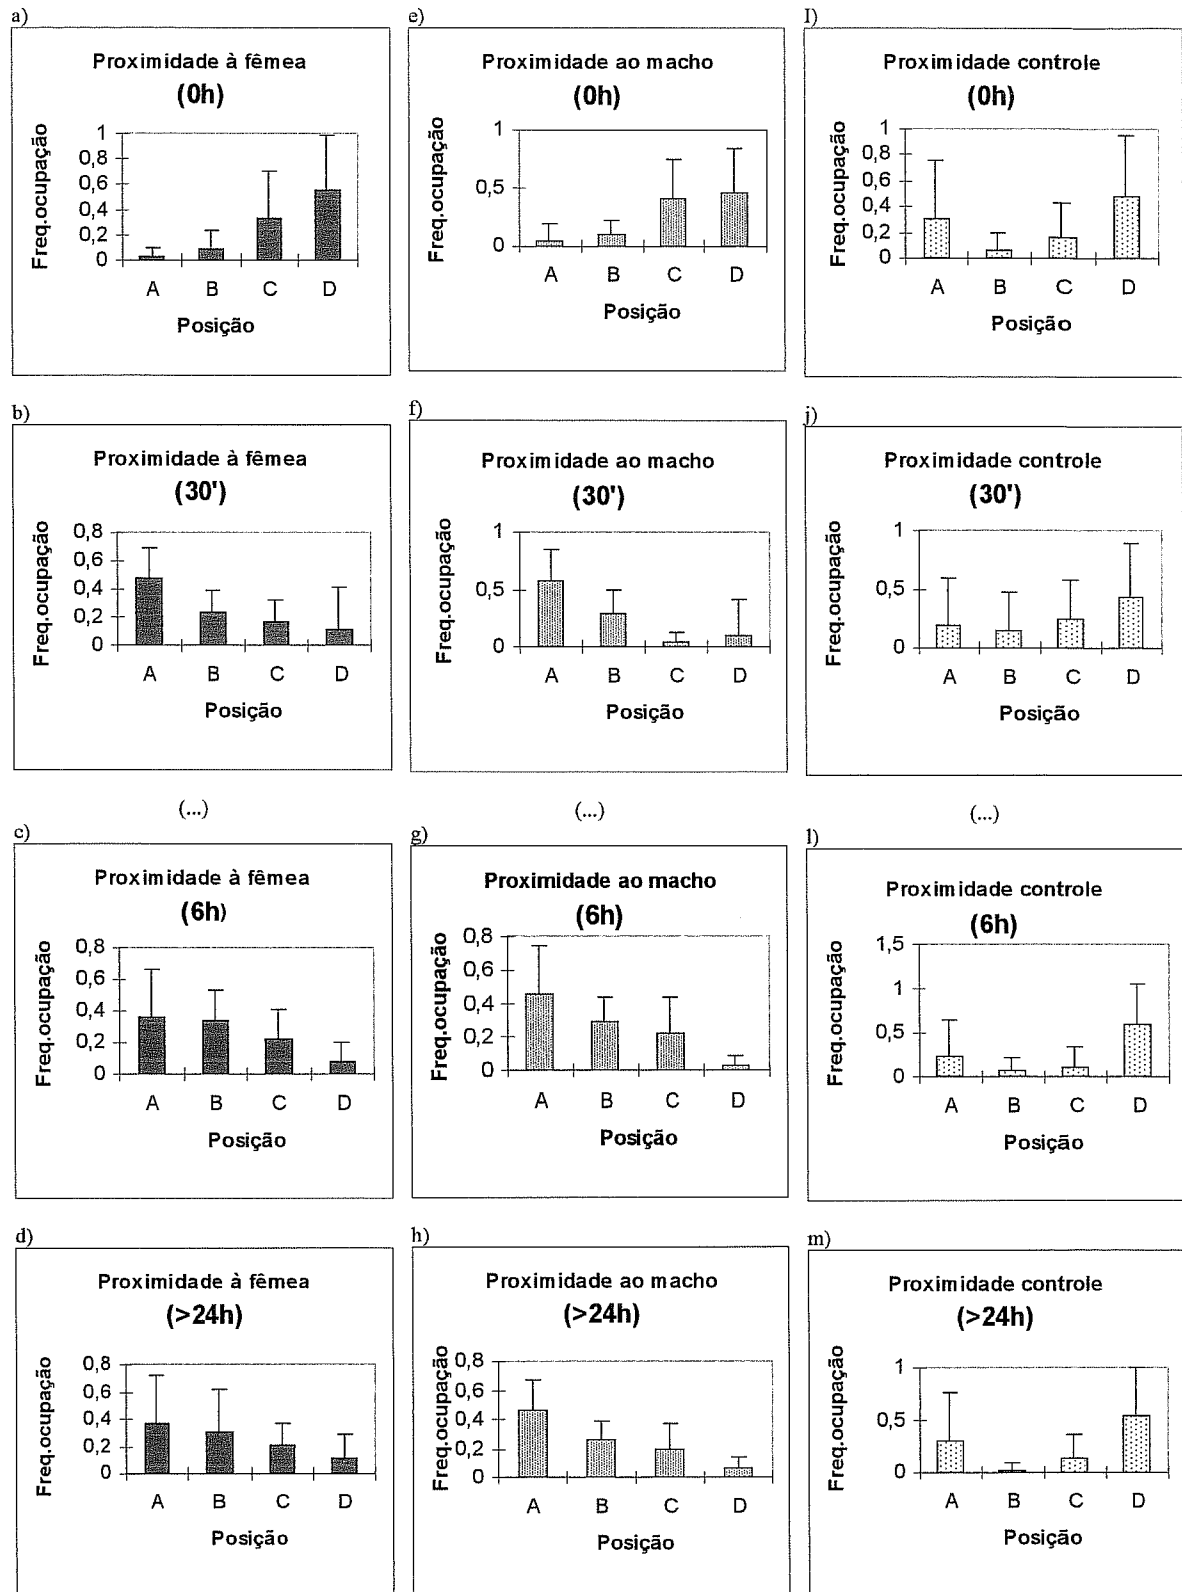 a)
Proximidade à fêmea
(0h)
Freq.ocupação
1
0,8
0,6
0,4
0,2
0
A B C D
Posição
e)
Proximidade ao macho
(0h)
Freq.ocupação
1
0,5
0
A B C D
Posição
I)
Proximidade controle
(0h)
Freq.ocupação
1
0,8
0,6
0,4
0,2
0
A B C D
Posição
b)
Proximidade à fêmea
(30')
Freq.ocupação
0,8
0,6
0,4
0,2
0
A B C D
Posição
f)
Proximidade ao macho
(30')
Freq.ocupação
1
0,5
0
A B C D
Posição
j)
Proximidade controle
(30')
Freq.ocupação
1
0,5
0
A B C D
Posição
(...)
(...)
(...)
c)
Proximidade à fêmea
(6h)
Freq.ocupação
0,8
0,6
0,4
0,2
0
A B C D
Posição
g)
Proximidade ao macho
(6h)
Freq.ocupação
0,8
0,6
0,4
0,2
0
A B C D
Posição
l)
Proximidade controle
(6h)
Freq.ocupação
1,5
1
0,5
0
A B C D
Posição
d)
Proximidade à fêmea
(>24h)
Freq.ocupação
0,8
0,6
0,4
0,2
0
A B C D
Posição
h)
Proximidade ao macho
(>24h)
Freq.ocupação
0,8
0,6
0,4
0,2
0
A B C D
Posição
m)
Proximidade controle
(>24h)
Freq.ocupação
1
0,5
0
A B C D
Posição